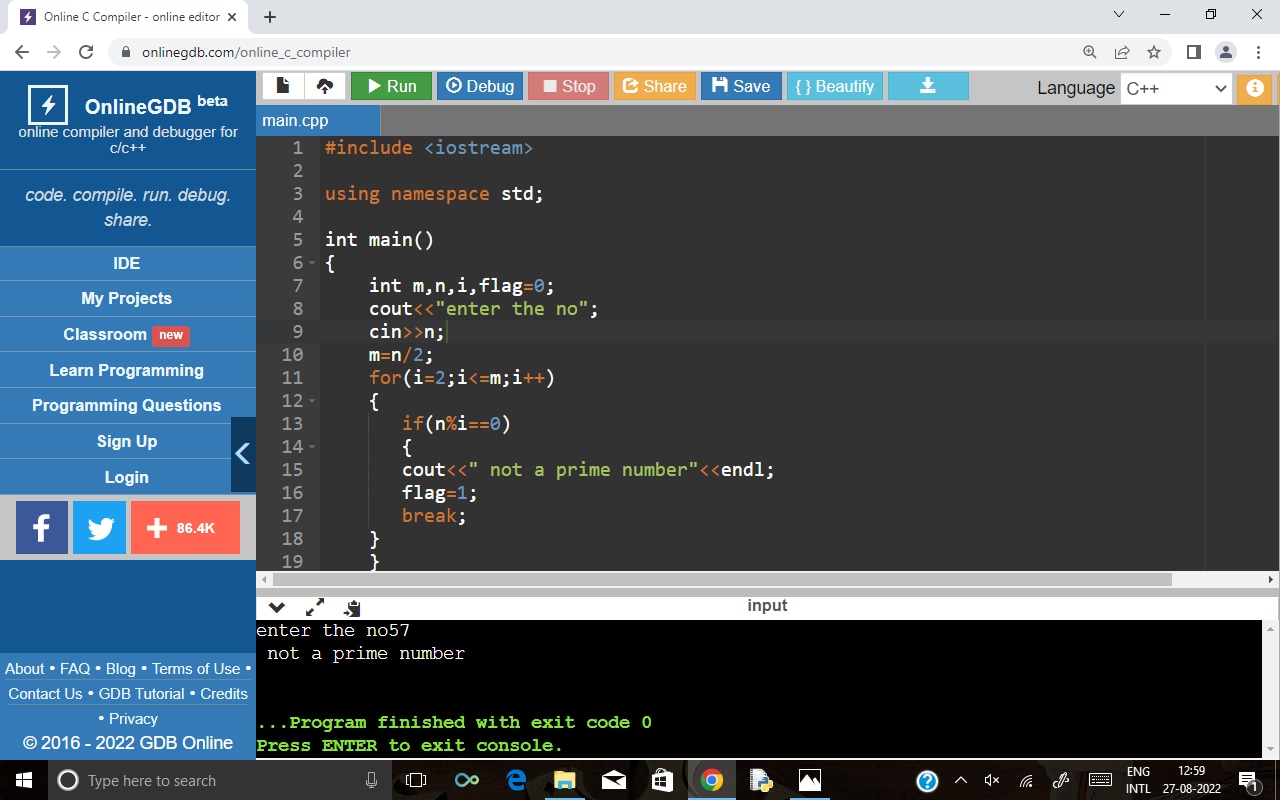 Online C Compiler - online editor
onlinegdb.com/online_c_compiler
OnlineGDB beta
online compiler and debugger for
c/c++
code. compile. run. debug.
share.
IDE
My Projects
Classroom new
Learn Programming
Programming Questions
Sign Up
Login
86.4K
About • FAQ • Blog • Terms of Use •
Contact Us • GDB Tutorial • Credits
• Privacy
© 2016 - 2022 GDB Online
Run Debug Stop Share Save { } Beautify Language C++
main.cpp
1 #include <iostream>
2
3 using namespace std;
4
5 int main()
6 {
7 int m,n,i,flag=0;
8 cout<<"enter the no";
9 cin>>n;
10 m=n/2;
11 for(i=2;i<=m;i++)
12 {
13 if(n%i==0)
14 {
15 cout<<" not a prime number"<<endl;
16 flag=1;
17 break;
18 }
19 }
input
enter the no57
 not a prime number
...Program finished with exit code 0
Press ENTER to exit console.
Type here to search
ENG
INTL
12:59
27-08-2022
1